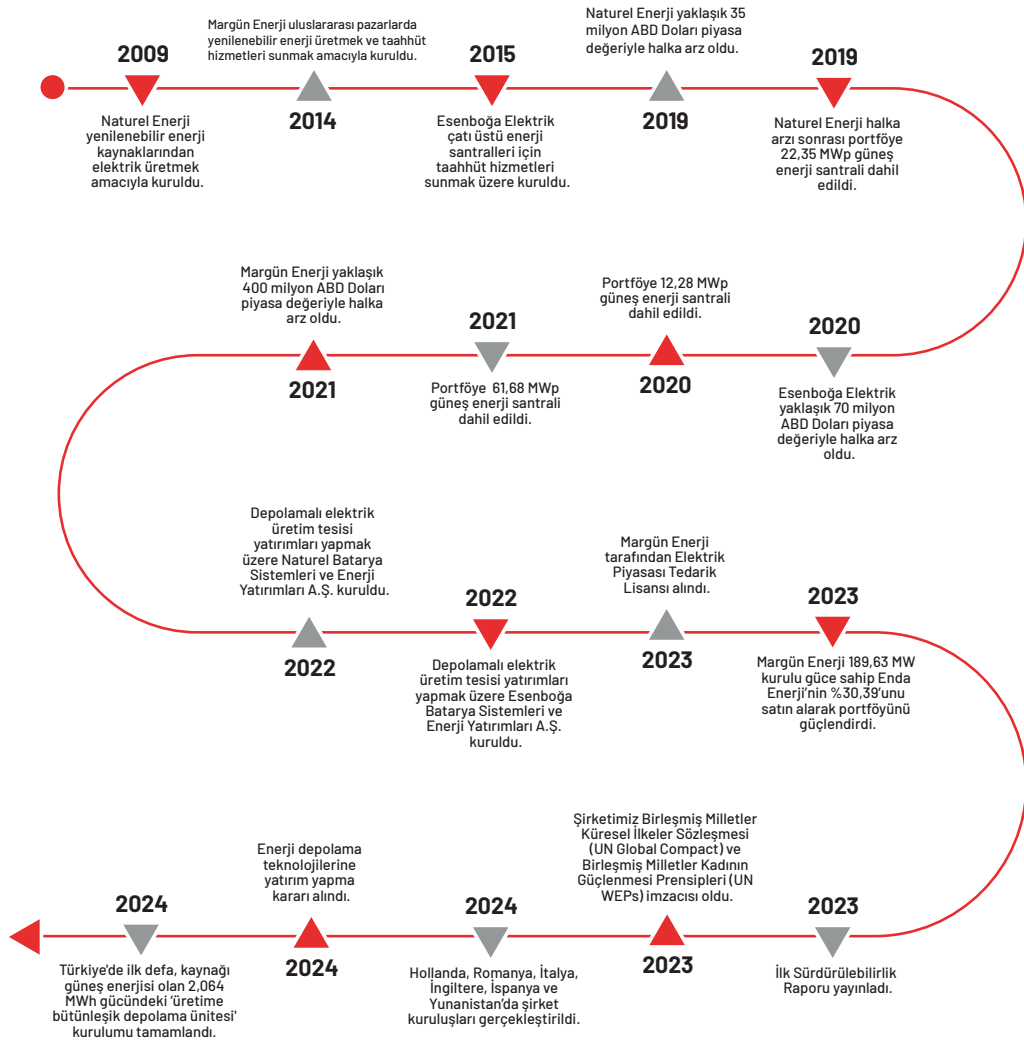 2009
Naturel Enerji
yenilenebilir enerji
kaynaklarından
elektrik üretmek
amacıyla kuruldu.
Margün Enerji uluslararası pazarlarda
yenilenebilir enerji üretmek ve taahhüt
hizmetleri sunmak amacıyla kuruldu.
2014
2015
Esenboğa Elektrik
çatı üstü enerji
santralleri için
taahhüt hizmetleri
sunmak üzere kuruldu.
Naturel Enerji yaklaşık 35
milyon ABD Doları piyasa
değeriyle halka arz oldu.
2019
2019
Naturel Enerji halka
arzı sonrası portföye
22,35 MWp güneş
enerji santrali dahil
edildi.
2020
Esenboğa Elektrik
yaklaşık 70 milyon
ABD Doları piyasa
değeriyle halka arz
oldu.
Portföye 12,28 MWp
güneş enerji santrali
dahil edildi.
2020
2021
Portföye 61,68 MWp
güneş enerji santrali
dahil edildi.
Margün Enerji yaklaşık
400 milyon ABD Doları
piyasa değeriyle halka
arz oldu.
2021
Depolamalı elektrik
üretim tesisi
yatırımları yapmak
üzere Naturel Batarya
Sistemleri ve Enerji
Yatırımları A.Ş. kuruldu.
2022
2022
Depolamalı elektrik
üretim tesisi yatırımları
yapmak üzere Esenboğa
Batarya Sistemleri ve
Enerji Yatırımları A.Ş.
kuruldu.
Margün Enerji
tarafından Elektrik
Piyasası Tedarik
Lisansı alındı.
2023
2023
Margün Enerji 189,63 MW
kurulu güce sahip Enda
Enerji’nin %30,39’unu
satın alarak portföyünü
güçlendirdi.
2023
İlk Sürdürülebilirlik
Raporu yayınladı.
Şirketimiz Birleşmiş Milletler
Küresel İlkeler Sözleşmesi
(UN Global Compact) ve
Birleşmiş Milletler Kadının
Güçlenmesi Prensipleri (UN
WEPs) imzacısı oldu.
2023
2024
Hollanda, Romanya, İtalya,
İngiltere, İspanya ve
Yunanistan’da şirket
kuruluşları gerçekleştirildi.
Enerji depolama
teknolojilerine
yatırım yapma
kararı alındı.
2024
2024
Türkiye'de ilk defa, kaynağı
güneş enerjisi olan 2,064
MWh gücündeki ‘üretime
bütünleşik depolama ünitesi'
kurulumu tamamlandı.